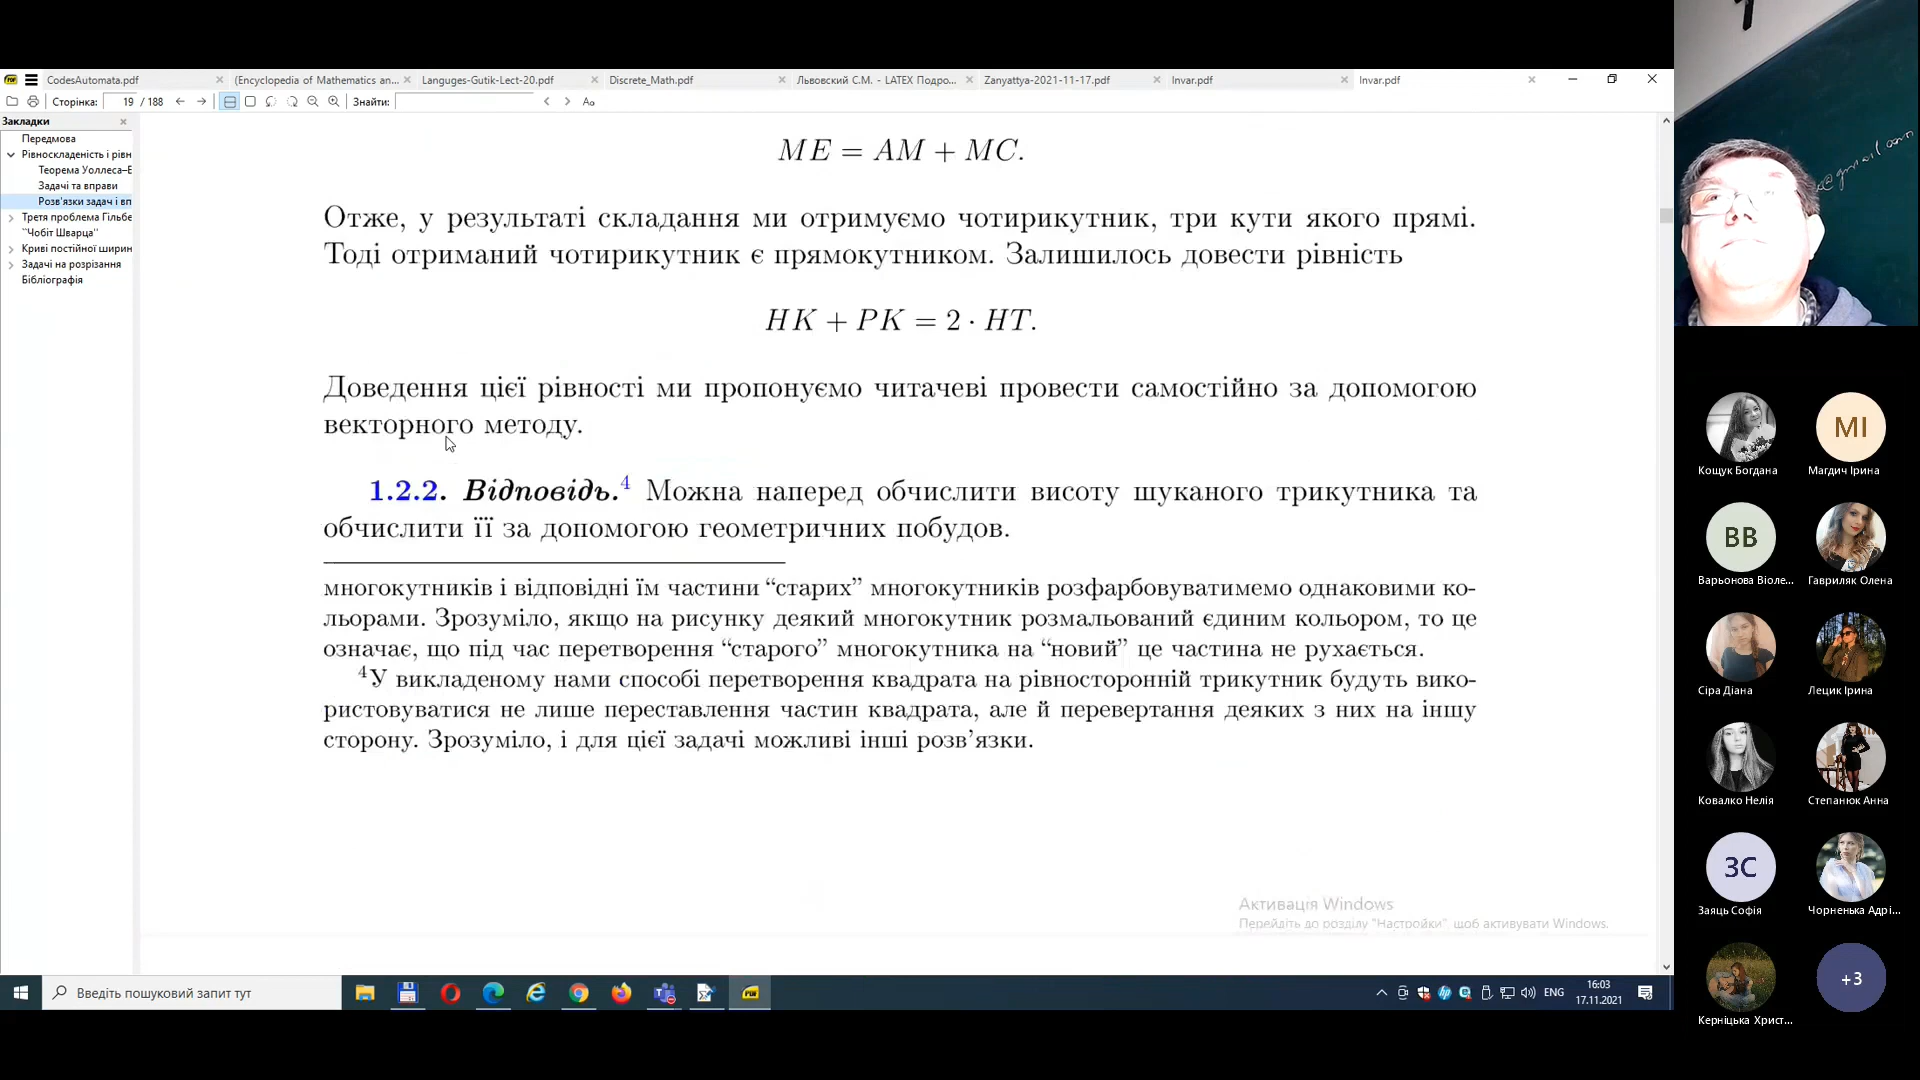 CodesAutomata.pdf
(Encyclopedia of Mathematics an...
Languges-Gutik-Lect-20.pdf
Discrete_Math.pdf
Львовский С.М. - LATEX Подро...
Zanyattya-2021-11-17.pdf
Invar.pdf
Invar.pdf
Сторінка: 19 / 188
Знайти:
Закладки
Передмова
Рівноскладеність і рівн
Теорема Уоллеса–Б
Задачі та вправи
Розв'язки задач і вп
Третя проблема Гільбе
``Чобіт Шварца''
Криві постійної ширин
Задачі на розрізання
Бібліографія
ME = AM + MC.
Отже, у результаті складання ми отримуємо чотирикутник, три кути якого прямі.
Тоді отриманий чотирикутник є прямокутником. Залишилось довести рівність
HK + PK = 2 · HT.
Доведення цієї рівності ми пропонуємо читачеві провести самостійно за допомогою
векторного методу.
1.2.2. Відповідь.4 Можна наперед обчислити висоту шуканого трикутника та
обчислити її за допомогою геометричних побудов.
многокутників і відповідні їм частини “старих” многокутників розфарбовуватимемо однаковими ко-
льорами. Зрозуміло, якщо на рисунку деякий многокутник розмальований єдиним кольором, то це
означає, що під час перетворення “старого” многокутника на “новий” це частина не рухається.
4У викладеному нами способі перетворення квадрата на рівносторонній трикутник будуть вико-
ристовуватися не лише переставлення частин квадрата, але й перевертання деяких з них на іншу
сторону. Зрозуміло, і для цієї задачі можливі інші розв’язки.
Активація Windows
Перейдіть до розділу "Настройки", щоб активувати Windows.
Введіть пошуковий запит тут
ENG
16:03
17.11.2021
@gmail.com
Кощук Богдана
МІ
Магдич Ірина
ВВ
Варьонова Віоле...
Гавриляк Олена
Сіра Діана
Лецик Ірина
Ковалко Нелія
Степанюк Анна
ЗС
Заяць Софія
Чорненька Адрі...
Керніцька Христ...
+3